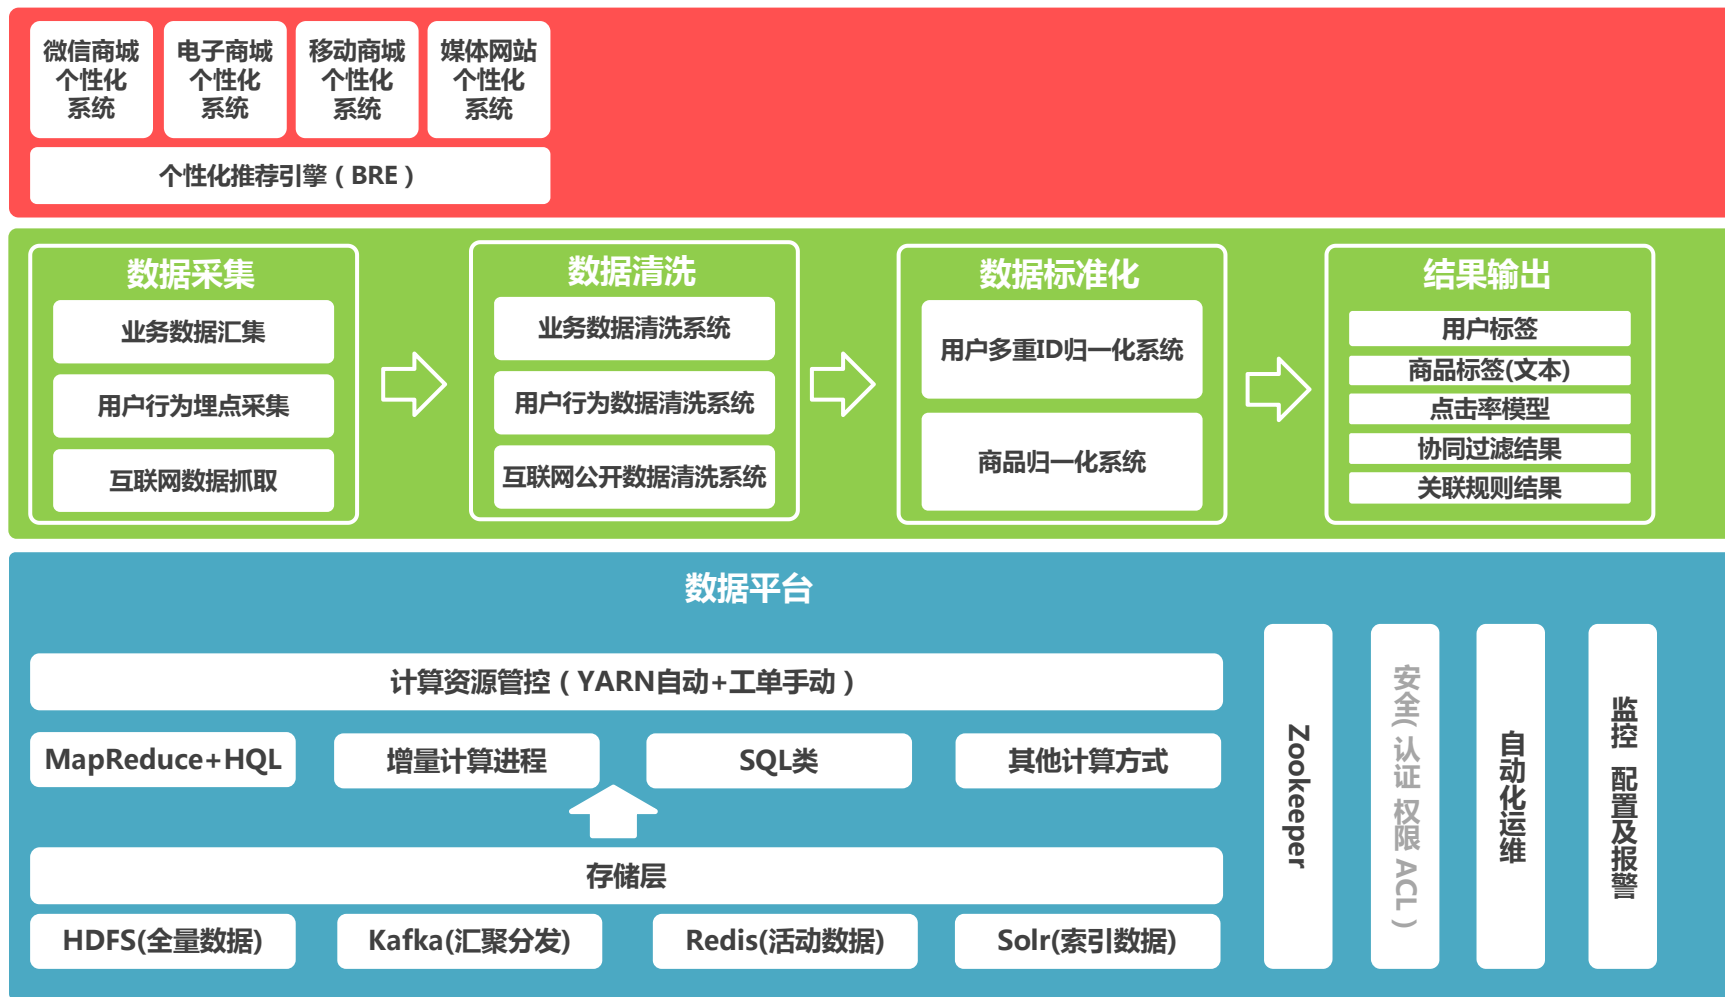 微信商城
个性化
系统
电子商城
个性化
系统
移动商城
个性化
系统
媒体网站
个性化
系统
个性化推荐引擎（BRE）
数据采集
业务数据汇集
用户行为埋点采集
互联网数据抓取
数据清洗
业务数据清洗系统
用户行为数据清洗系统
互联网公开数据清洗系统
数据标准化
用户多重ID归一化系统
商品归一化系统
结果输出
用户标签
商品标签(文本)
点击率模型
协同过滤结果
关联规则结果
数据平台
计算资源管控（YARN自动+工单手动）
MapReduce+HQL
增量计算进程
SQL类
其他计算方式
存储层
HDFS(全量数据)
Kafka(汇聚分发)
Redis(活动数据)
Solr(索引数据)
Zookeeper
安全(认证 权限 ACL)
自动化运维
监控 配置及报警